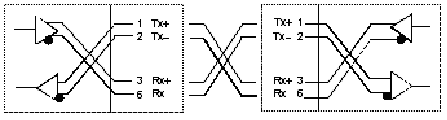 1 Tx+ Tx+ 1
2 Tx– Tx– 2
3 Rx+ Rx+ 3
6 Rx Rx 6